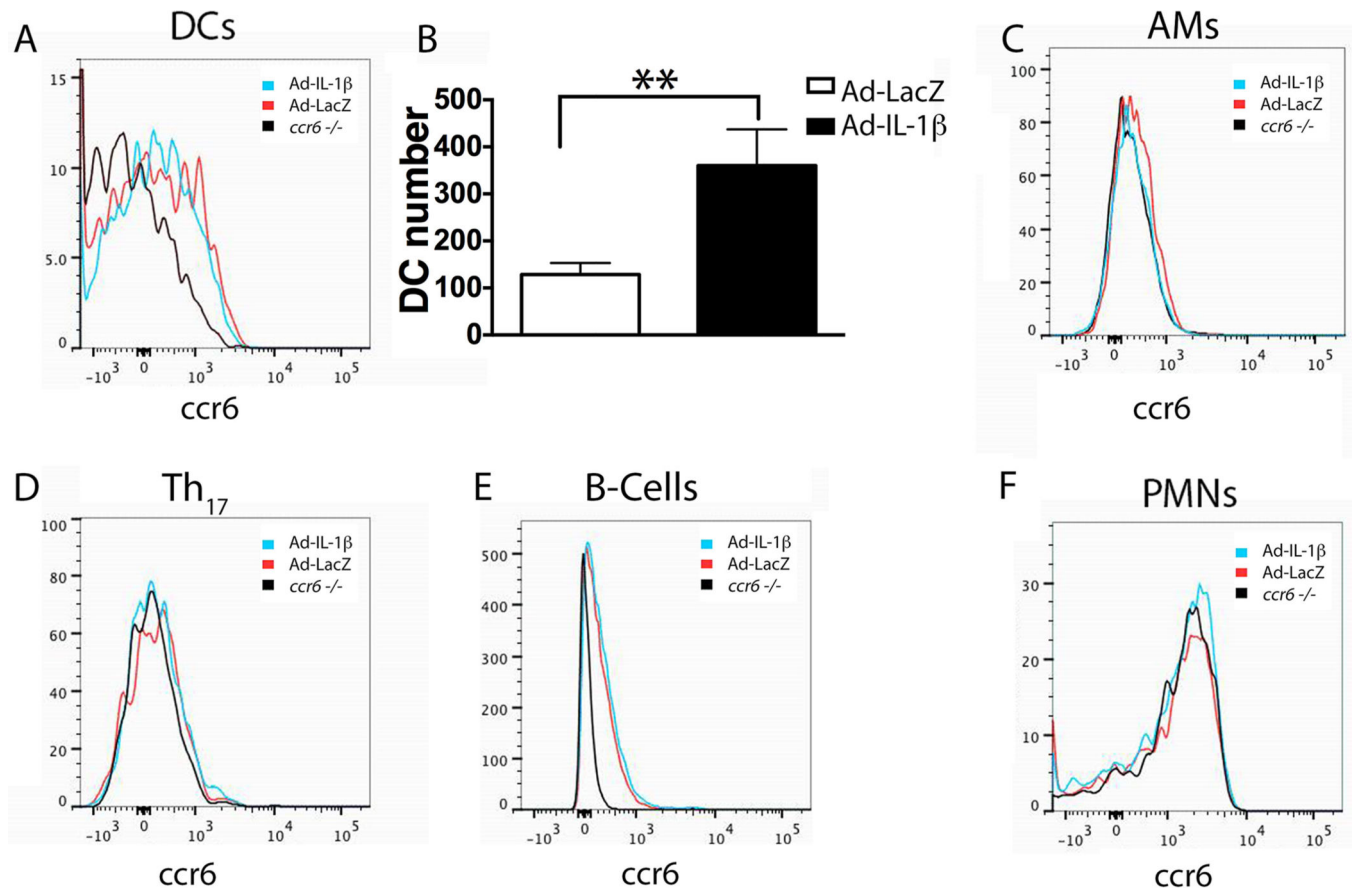 A
DCs
Ad-IL-1β
Ad-LacZ
ccr6 -/-
15
10
5.0
0
-10³ 0 10³ 10⁴ 10⁵
ccr6
B
**
Ad-LacZ
Ad-IL-1β
DC number
500
400
300
200
100
0
C
AMs
Ad-IL-1β
Ad-LacZ
ccr6 -/-
100
80
60
40
20
0
-10³ 0 10³ 10⁴ 10⁵
ccr6
D
Th₁₇
Ad-IL-1β
Ad-LacZ
ccr6 -/-
100
80
60
40
20
0
-10³ 0 10³ 10⁴ 10⁵
ccr6
E
B-Cells
Ad-IL-1β
Ad-LacZ
ccr6 -/-
500
400
300
200
100
0
-10³ 0 10³ 10⁴ 10⁵
ccr6
F
PMNs
Ad-IL-1β
Ad-LacZ
ccr6 -/-
30
20
10
0
-10³ 0 10³ 10⁴ 10⁵
ccr6